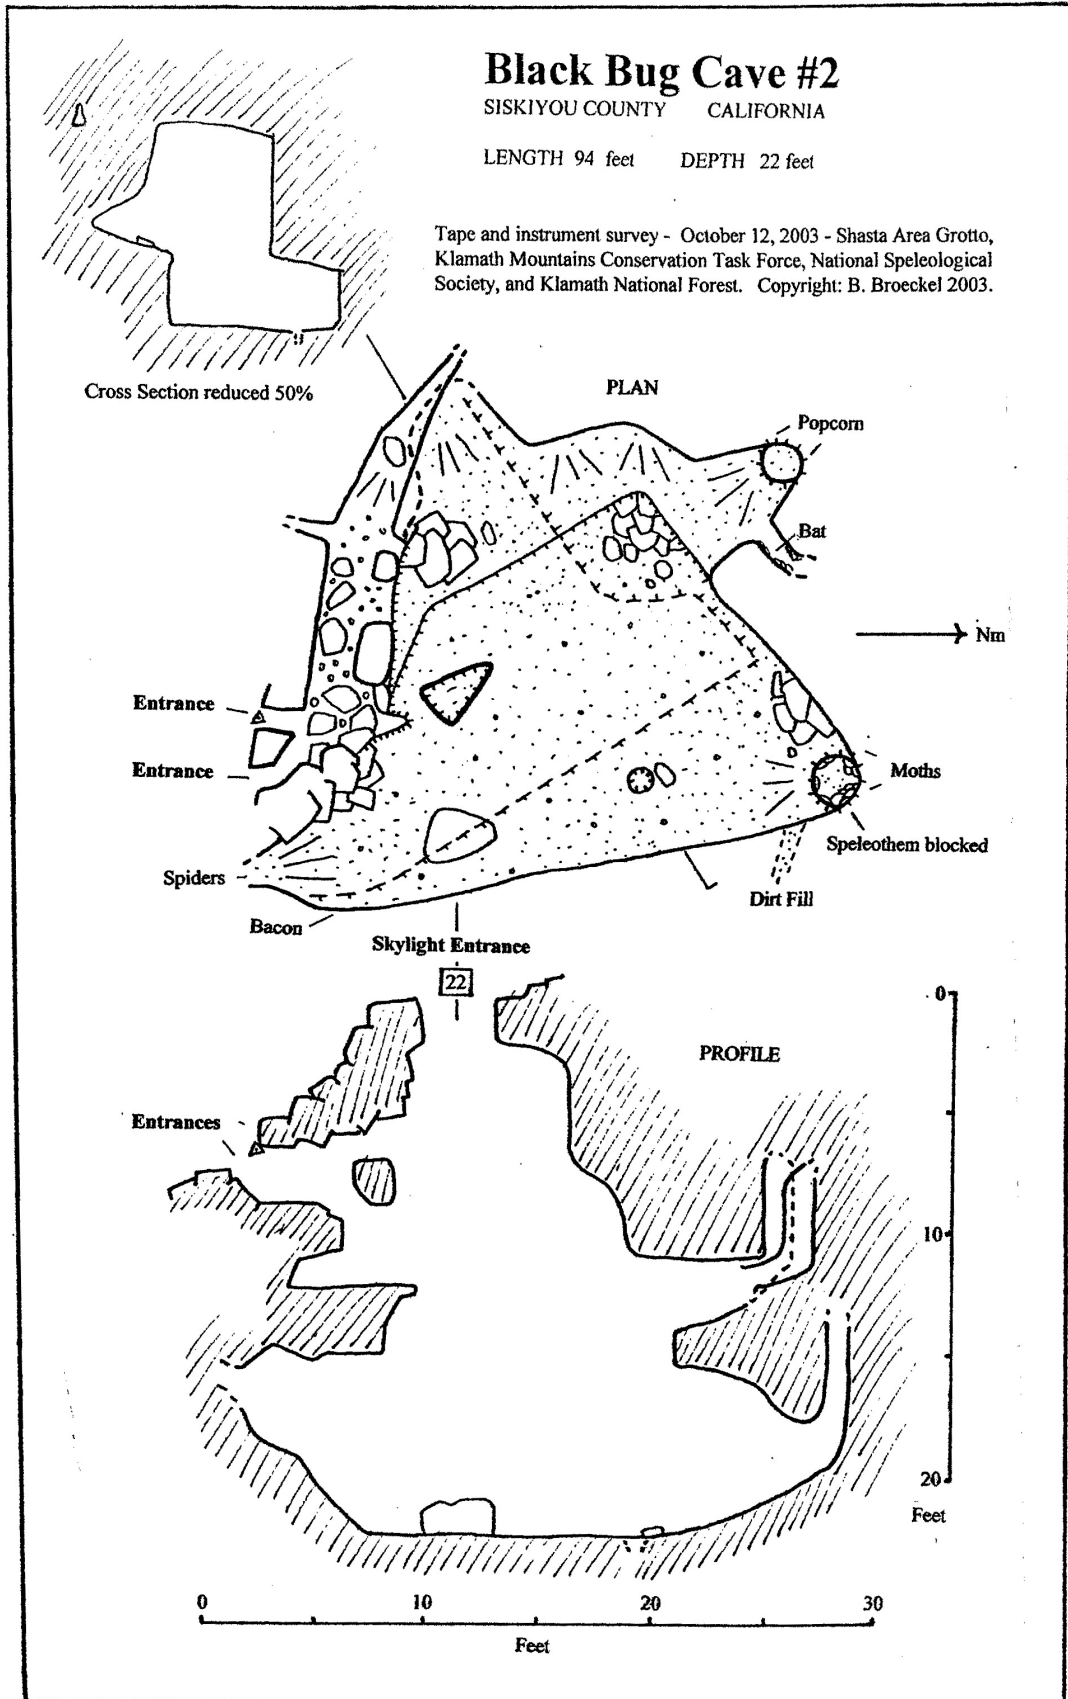 Black Bug Cave #2
SISKIYOU COUNTY CALIFORNIA
LENGTH 94 feet DEPTH 22 feet
Tape and instrument survey - October 12, 2003 - Shasta Area Grotto,
Klamath Mountains Conservation Task Force, National Speleological
Society, and Klamath National Forest. Copyright: B. Broeckel 2003.
Cross Section reduced 50%
PLAN
Popcorn
Bat
Nm
Entrance
Entrance
Moths
Speleothem blocked
Spiders
Dirt Fill
Bacon
Skylight Entrance
22
0
PROFILE
Entrances
10
20
Feet
0 10 20 30
Feet